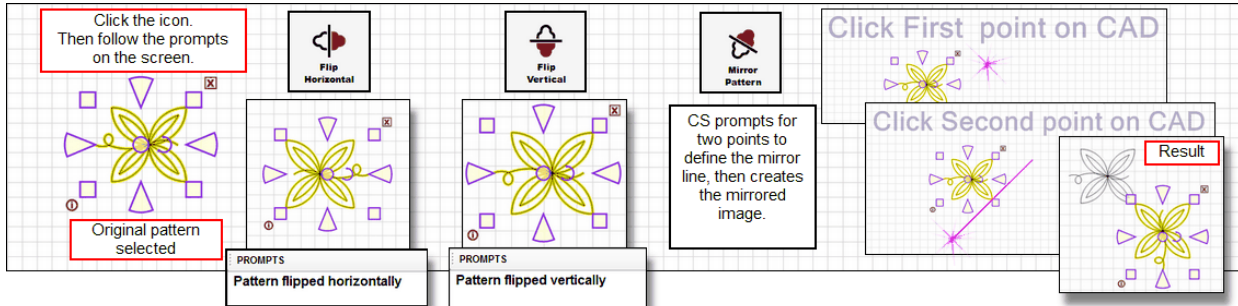 Click the icon.
Then follow the prompts
on the screen.
Original pattern
selected
Flip
Horizontal
PROMPTS
Pattern flipped horizontally
Flip
Vertical
PROMPTS
Pattern flipped vertically
Mirror
Pattern
CS prompts for
two points to
define the mirror
line, then creates
the mirrored
image.
Click First point on CAD
Click Second point on CAD
Result